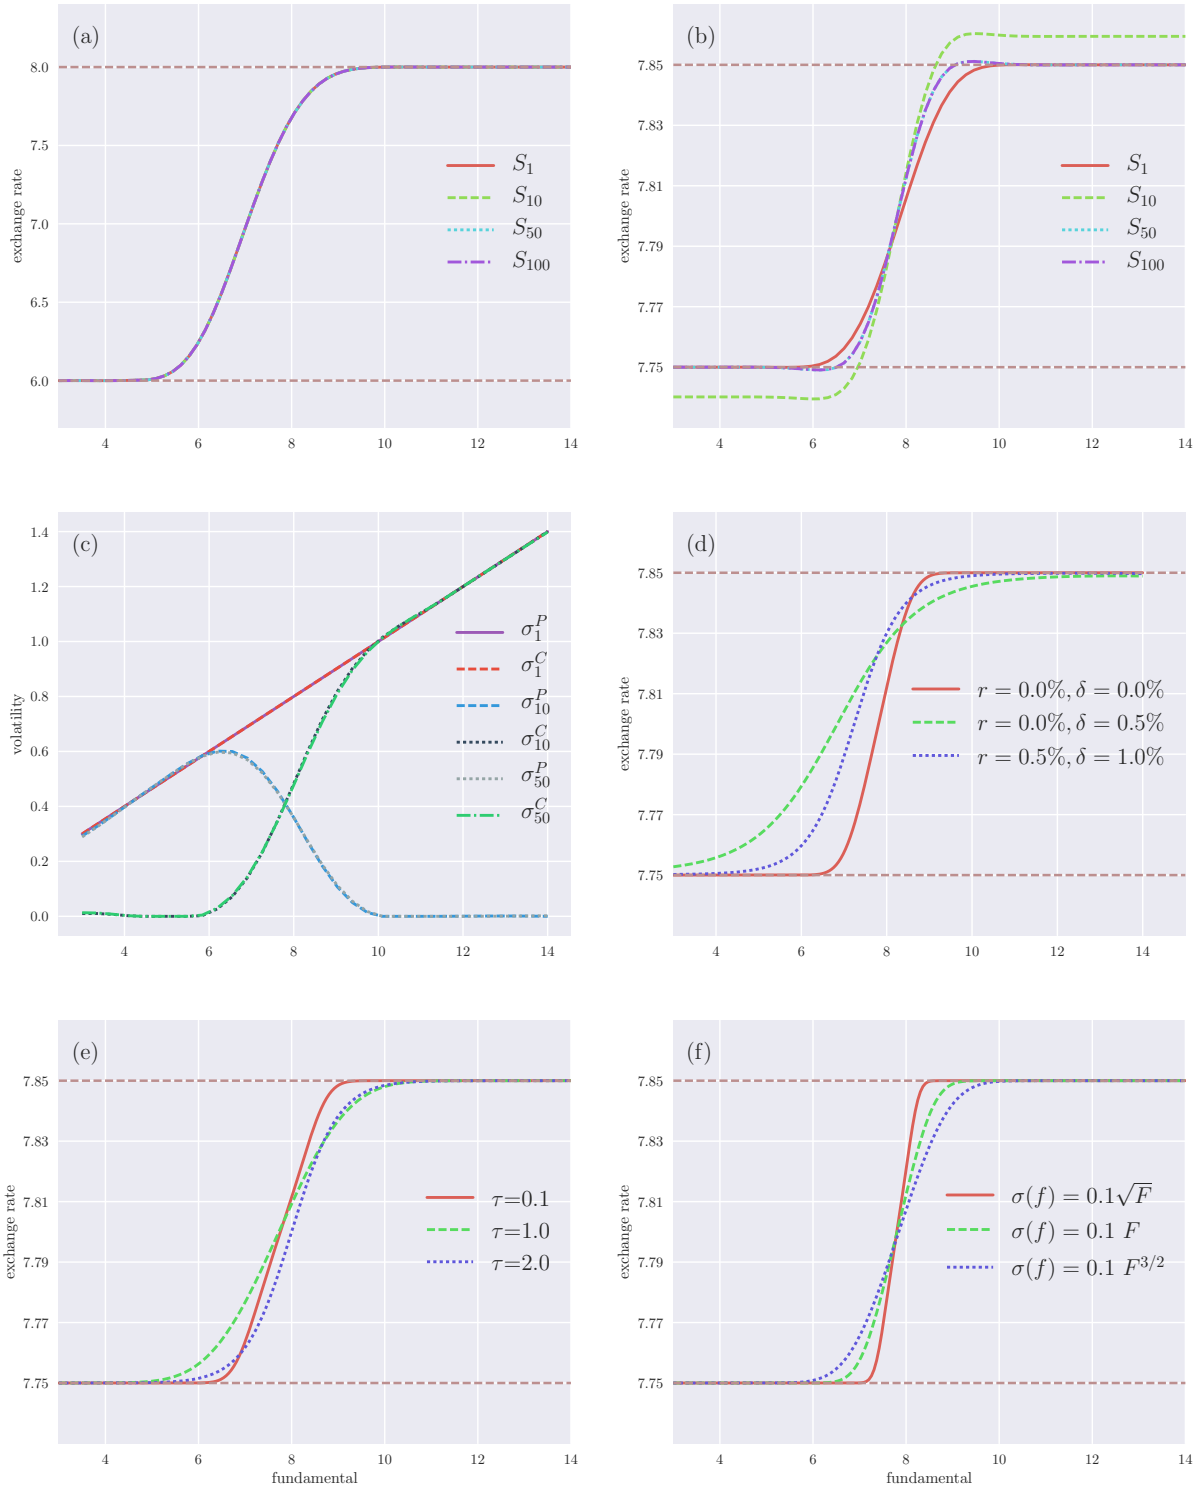 (a)
exchange rate
8.0
7.5
7.0
6.5
6.0
4 6 8 10 12 14
S1
S10
S50
S100
(b)
exchange rate
7.85
7.83
7.81
7.79
7.77
7.75
4 6 8 10 12 14
S1
S10
S50
S100
(c)
volatility
1.4
1.2
1.0
0.8
0.6
0.4
0.2
0.0
4 6 8 10 12 14
σ_1^P
σ_1^C
σ_10^P
σ_10^C
σ_50^P
σ_50^C
(d)
exchange rate
7.85
7.83
7.81
7.79
7.77
7.75
4 6 8 10 12 14
r = 0.0%, δ = 0.0%
r = 0.0%, δ = 0.5%
r = 0.5%, δ = 1.0%
(e)
exchange rate
7.85
7.83
7.81
7.79
7.77
7.75
4 6 8 10 12 14
fundamental
τ=0.1
τ=1.0
τ=2.0
(f)
exchange rate
7.85
7.83
7.81
7.79
7.77
7.75
4 6 8 10 12 14
fundamental
σ(f) = 0.1√F
σ(f) = 0.1 F
σ(f) = 0.1 F^{3/2}